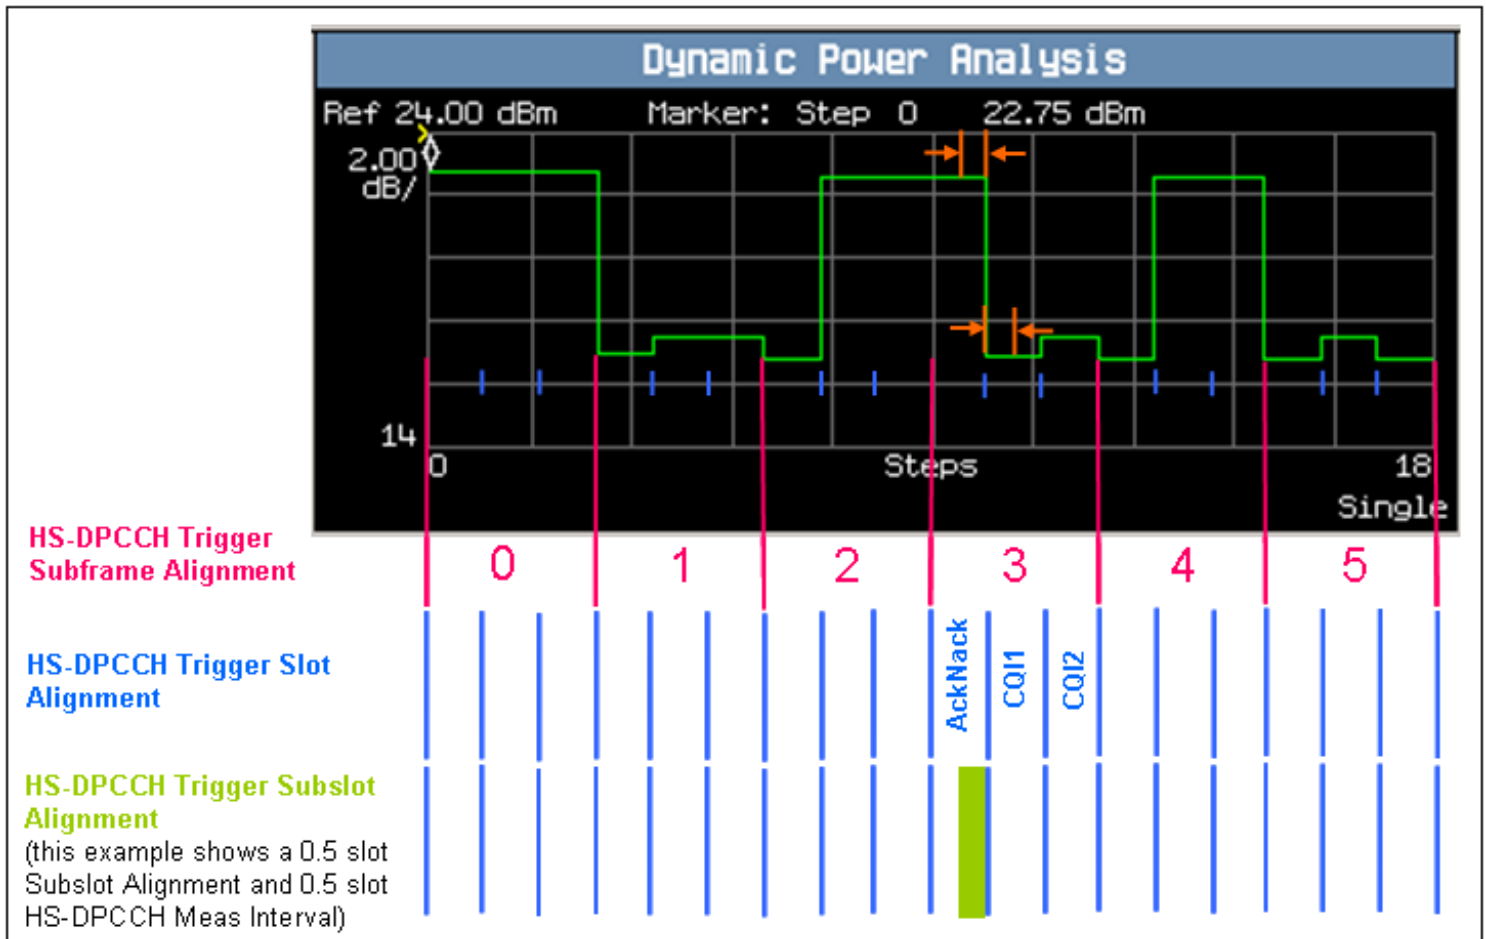 Dynamic Power Analysis
Ref 24.00 dBm Marker: Step 0 22.75 dBm
2.00
dB/
14
0 Steps 18
Single
HS-DPCCH Trigger
Subframe Alignment
0 1 2 3 4 5
HS-DPCCH Trigger Slot
Alignment
AckNack
CQI1
CQI2
HS-DPCCH Trigger Subslot
Alignment
(this example shows a 0.5 slot
Subslot Alignment and 0.5 slot
HS-DPCCH Meas Interval)